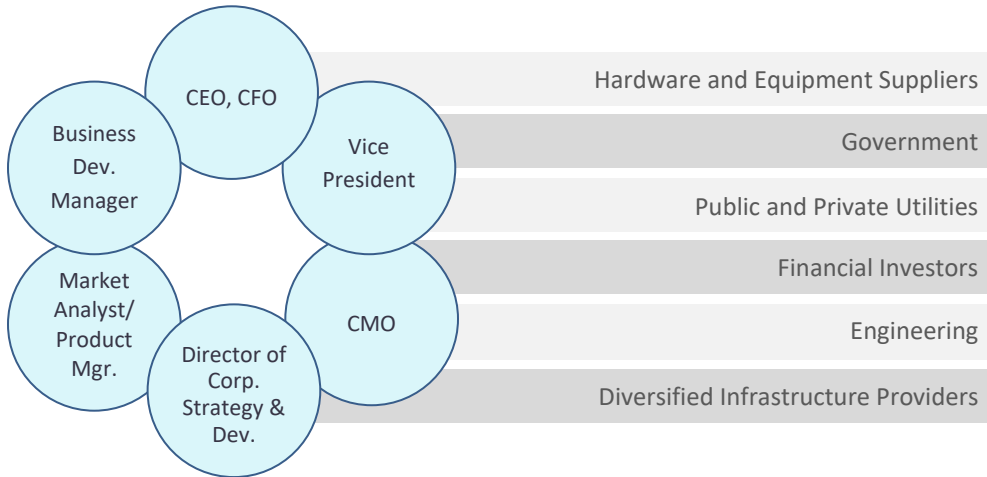 CEO, CFO
Business
Dev.
Manager
Vice
President
Market
Analyst/
Product
Mgr.
CMO
Director of
Corp.
Strategy &
Dev.
Hardware and Equipment Suppliers
Government
Public and Private Utilities
Financial Investors
Engineering
Diversified Infrastructure Providers